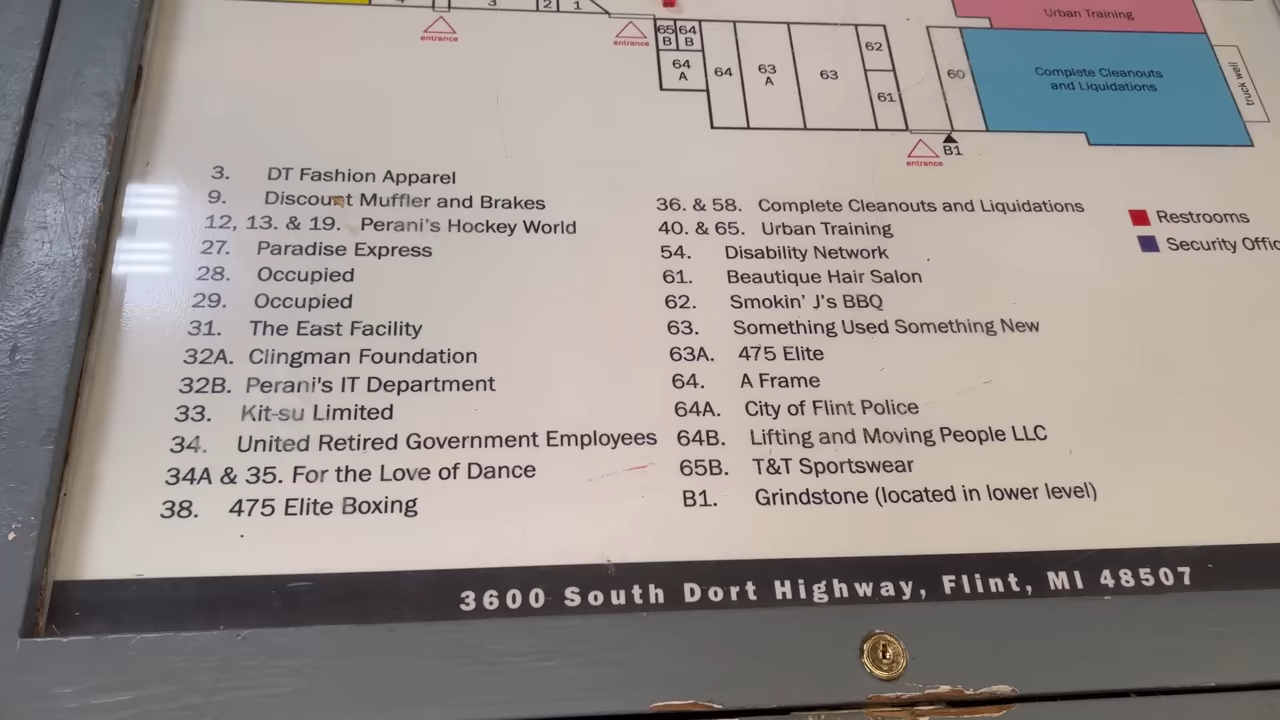 3
2
1
entrance
entrance
65 B
64 B
64 A
64
63 A
63
62
61
60
Urban Training
Complete Cleanouts
and Liquidations
truck well
B1
entrance
3. DT Fashion Apparel
9. Discount Muffler and Brakes
12, 13. & 19. Perani's Hockey World
27. Paradise Express
28. Occupied
29. Occupied
31. The East Facility
32A. Clingman Foundation
32B. Perani's IT Department
33. Kit-su Limited
34. United Retired Government Employees
34A & 35. For the Love of Dance
38. 475 Elite Boxing
36. & 58. Complete Cleanouts and Liquidations
40. & 65. Urban Training
54. Disability Network
61. Beautique Hair Salon
62. Smokin' J's BBQ
63. Something Used Something New
63A. 475 Elite
64. A Frame
64A. City of Flint Police
64B. Lifting and Moving People LLC
65B. T&T Sportswear
B1. Grindstone (located in lower level)
Restrooms
Security Offic
3600 South Dort Highway, Flint, MI 48507